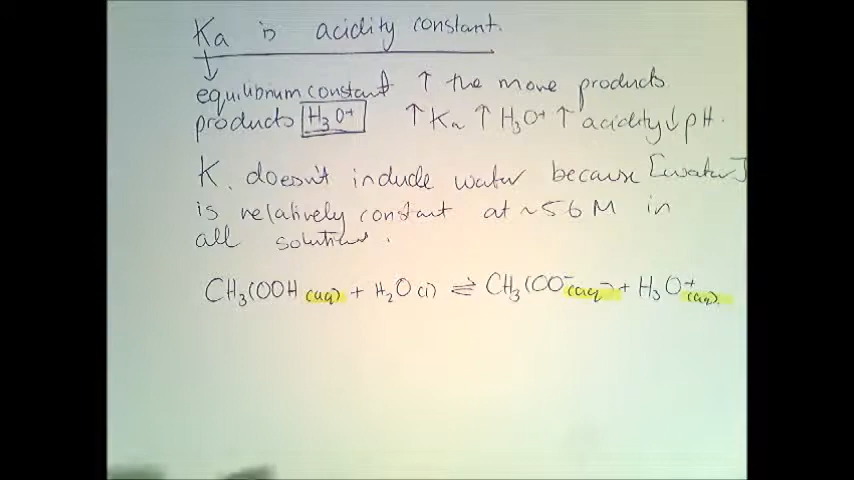 Ka is acidity constant.
equilibrium constant ↑ the more products
products H₃O⁺ ↑ Ka ↑ H₃O⁺ ↑ acidity ↓ pH.
K doesn't include water because [water]
is relatively constant at ~56 M in
all solutions.
CH₃COOH (aq) + H₂O (l) ⇌ CH₃COO⁻ (aq) + H₃O⁺ (aq).